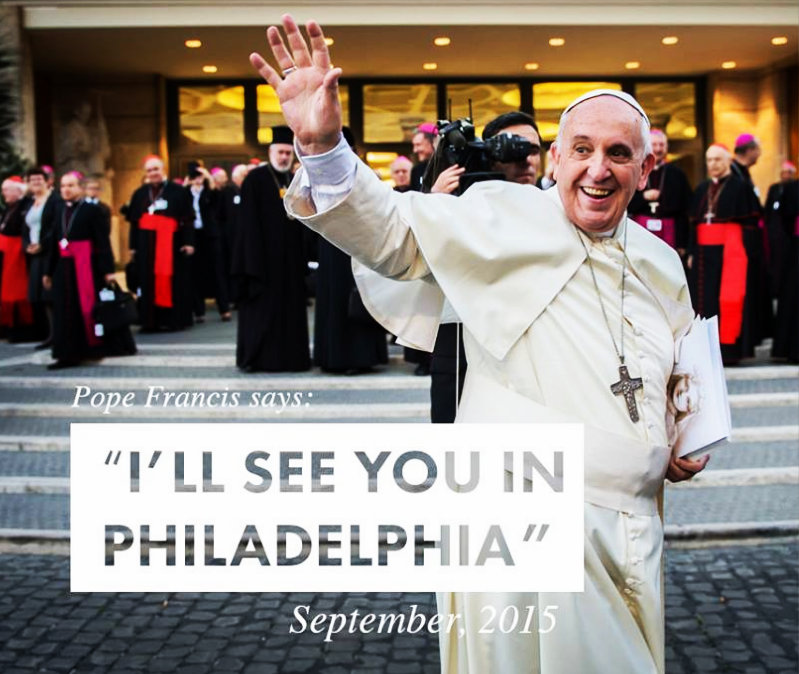 Pope Francis says:
“I’LL SEE YOU IN
PHILADELPHIA”
September, 2015